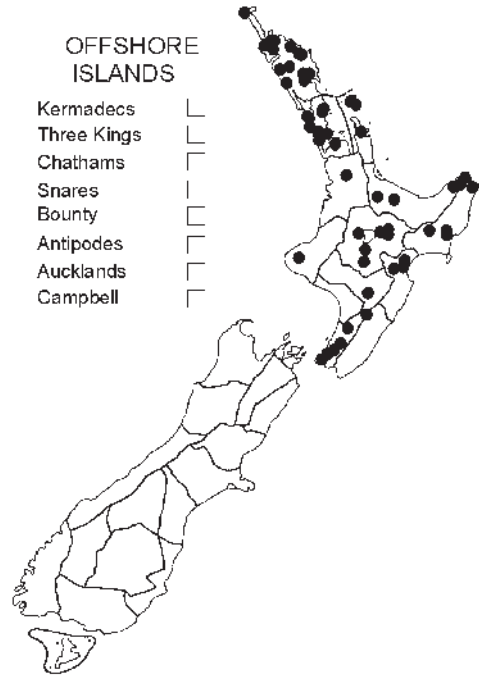 OFFSHORE
ISLANDS
Kermadecs
Three Kings
Chathams
Snares
Bounty
Antipodes
Aucklands
Campbell